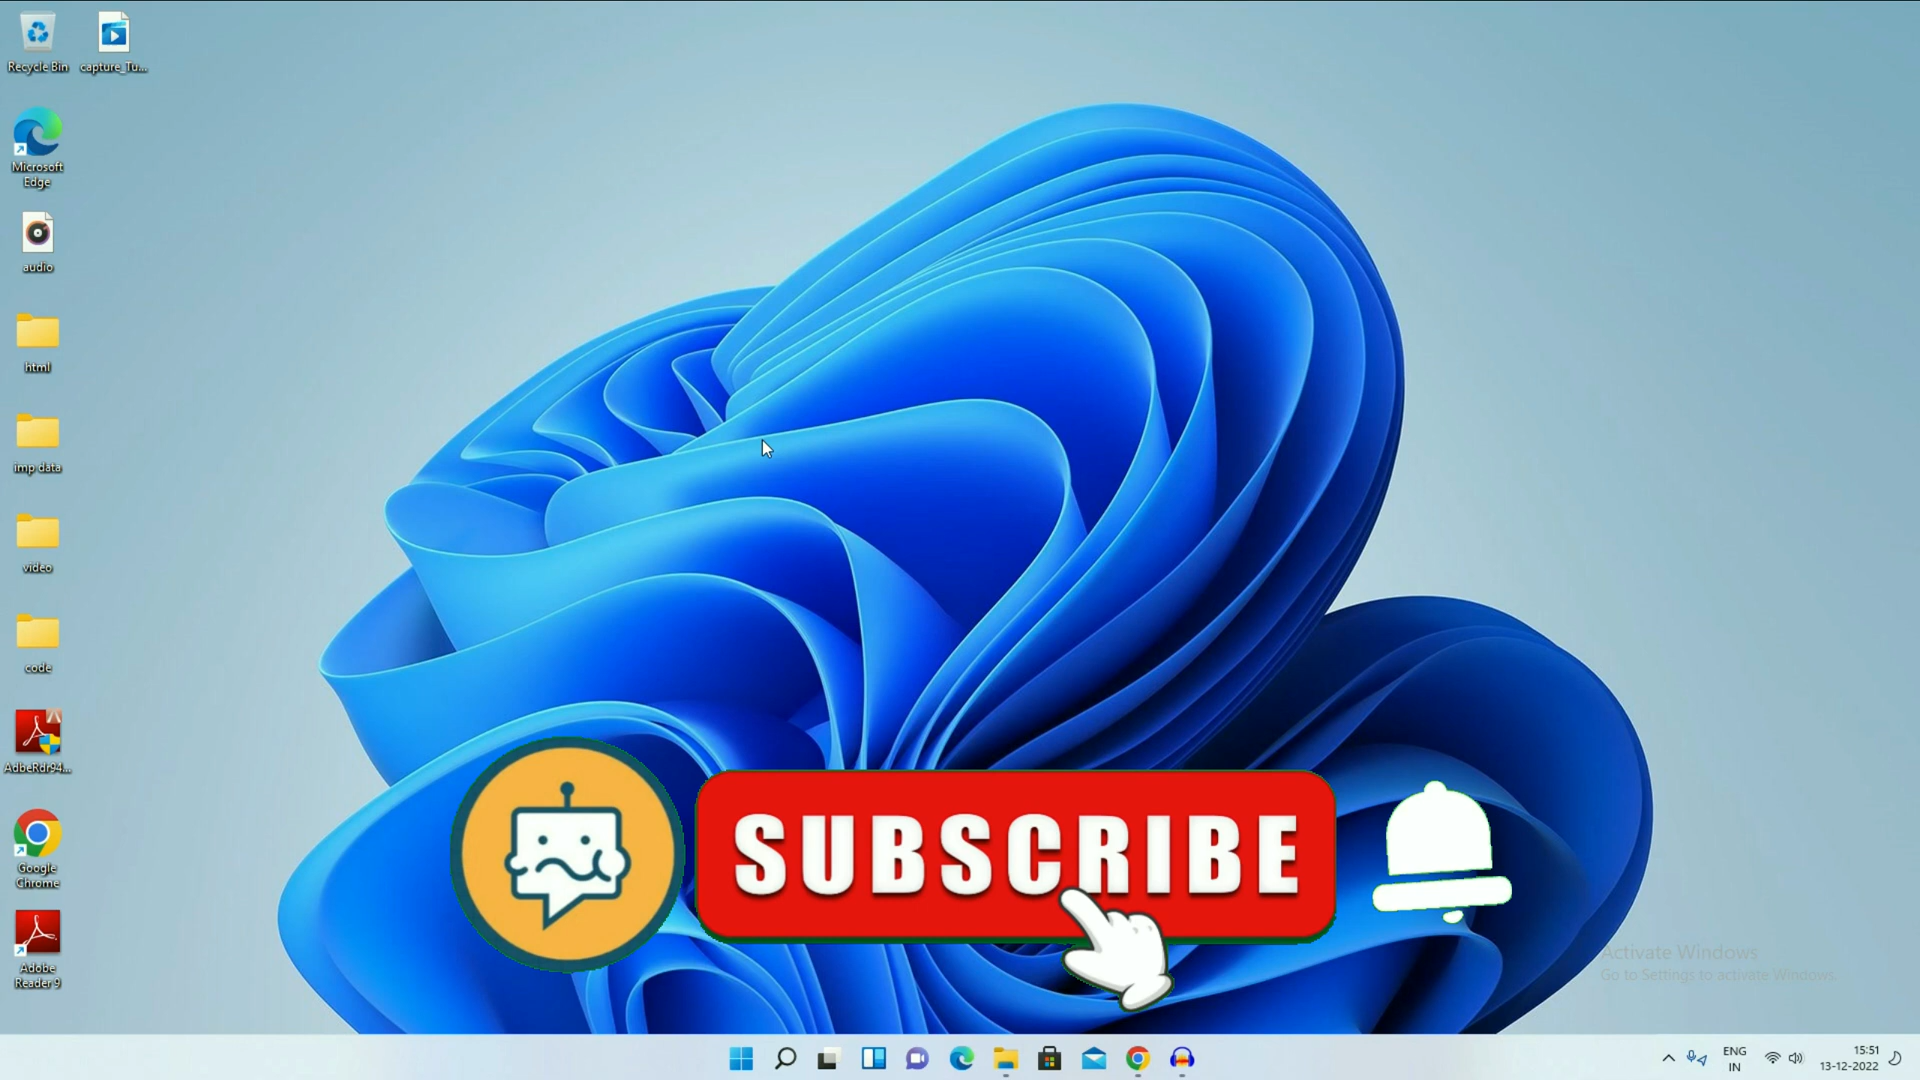 Recycle Bin
capture_Tu...
Microsoft
Edge
audio
html
imp data
video
code
AdbeRdr94...
Google
Chrome
Adobe
Reader 9
SUBSCRIBE
Activate Windows
Go to Settings to activate Windows.
ENG
IN
15:51
13-12-2022